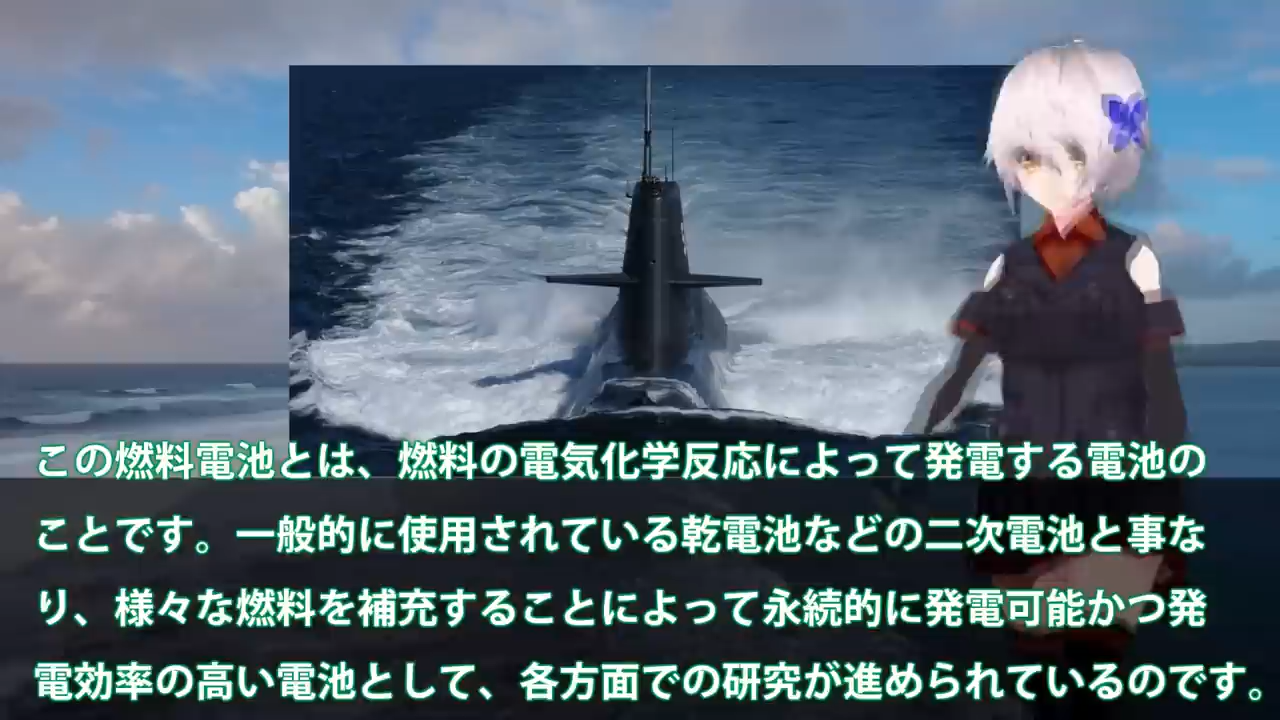 この燃料電池とは、燃料の電気化学反応によって発電する電池の
ことです。一般的に使用されている乾電池などの二次電池と事な
り、様々な燃料を補充することによって永続的に発電可能かつ発
電効率の高い電池として、各方面での研究が進められているのです。